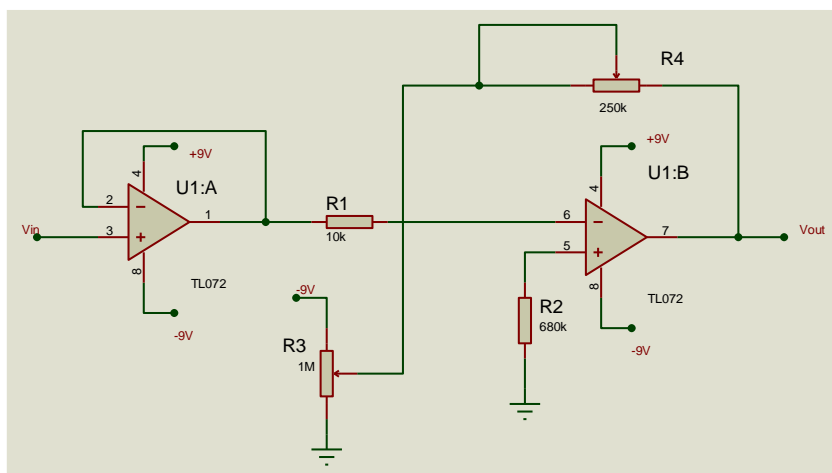 R4
250k
+9V
4
U1:A
2
3
1
8
Vin
TL072
-9V
R1
10k
+9V
4
U1:B
6
5
7
8
Vout
TL072
-9V
R2
680k
-9V
R3
1M